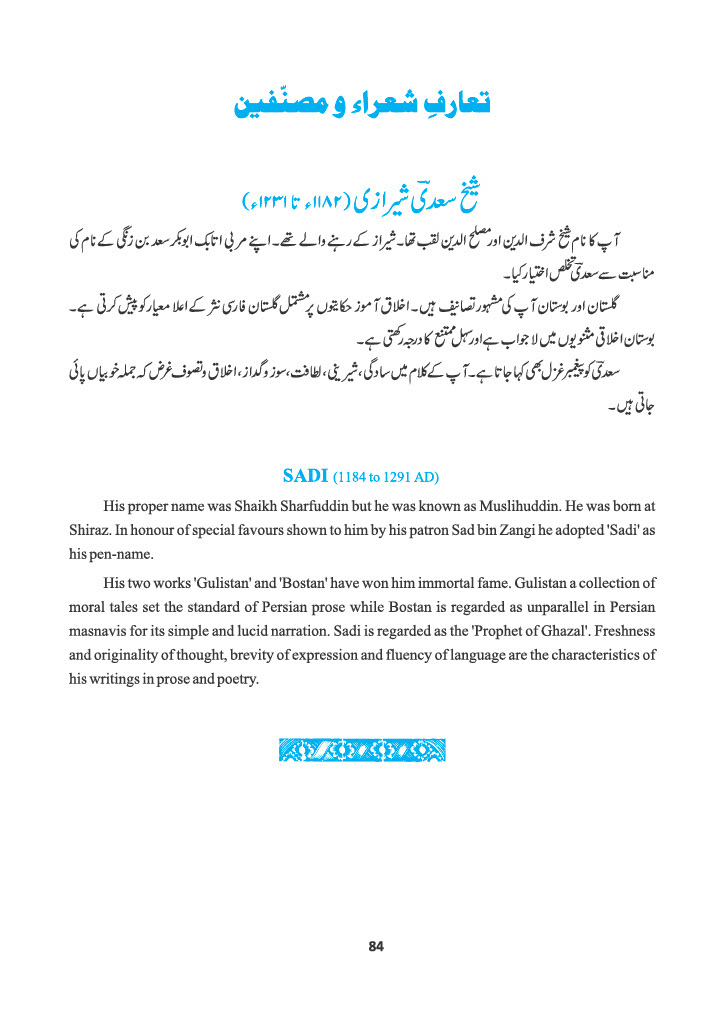 تعارفِ شعراء و مصنّفین
شیخ سعدیؔ شیرازی (۱۱۸۲ء تا ۱۲۳۱ء)
آپ کا نام شیخ شرف الدین اور مصلح الدین لقب تھا۔ شیراز کے رہنے والے تھے۔ اپنے مربی اتابک ابوبکر سعد بن زنگی کے نام کی
مناسبت سے سعدیؔ تخلص اختیار کیا۔
گلستان اور بوستان آپ کی مشہور تصانیف ہیں۔ اخلاق آموز حکایتوں پر مشتمل گلستان فارسی نثر کے اعلا معیار کو پیش کرتی ہے۔
بوستان اخلاقی مثنویوں میں لاجواب ہے اور سہل ممتنع کا درجہ رکھتی ہے۔
سعدیؔ کو پیغمبرِ غزل بھی کہا جاتا ہے۔ آپ کے کلام میں سادگی، شیرینی، لطافت، سوز و گداز، اخلاق و تصوف غرض کہ جملہ خوبیاں پائی
جاتی ہیں۔
SADI (1184 to 1291 AD)
His proper name was Shaikh Sharfuddin but he was known as Muslihuddin. He was born at
Shiraz. In honour of special favours shown to him by his patron Sad bin Zangi he adopted 'Sadi' as
his pen-name.
His two works 'Gulistan' and 'Bostan' have won him immortal fame. Gulistan a collection of
moral tales set the standard of Persian prose while Bostan is regarded as unparallel in Persian
masnavis for its simple and lucid narration. Sadi is regarded as the 'Prophet of Ghazal'. Freshness
and originality of thought, brevity of expression and fluency of language are the characteristics of
his writings in prose and poetry.
84